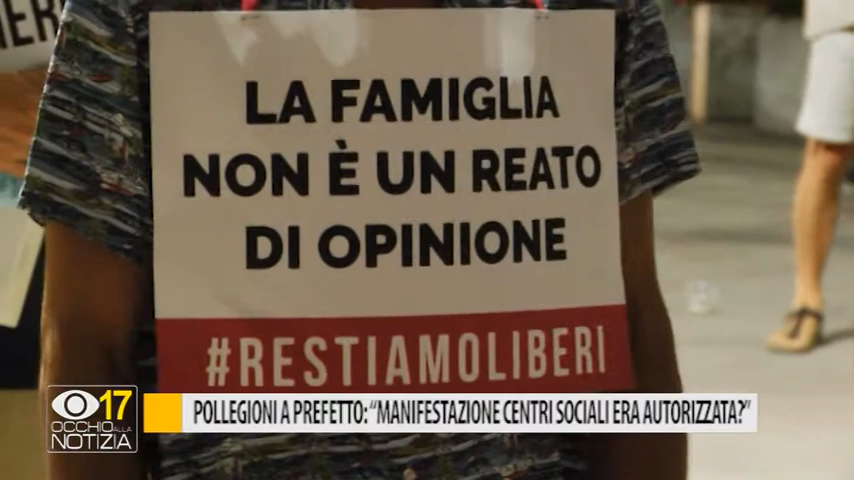 LA FAMIGLIA
NON È UN REATO
DI OPINIONE
#RESTIAMOLIBERI
17
OCCHIO ALLA
NOTIZIA
POLLEGIONI A PREFETTO: “MANIFESTAZIONE CENTRI SOCIALI ERA AUTORIZZATA?”